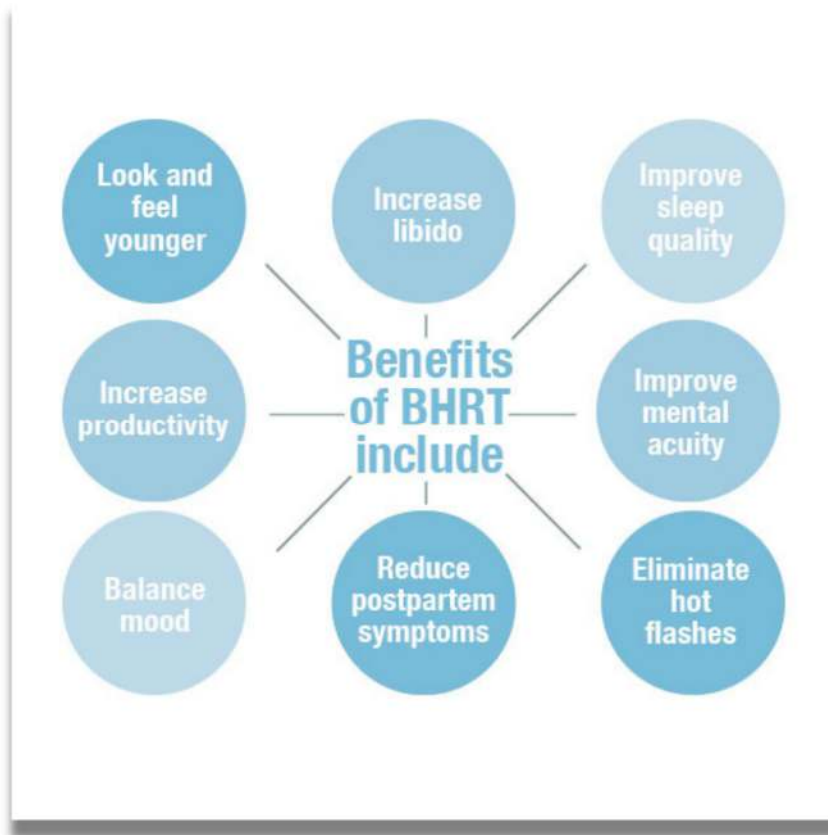 Look and
feel
younger
Increase
libido
Improve
sleep
quality
Increase
productivity
Benefits
of BHRT
include
Improve
mental
acuity
Balance
mood
Reduce
postpartem
symptoms
Eliminate
hot
flashes